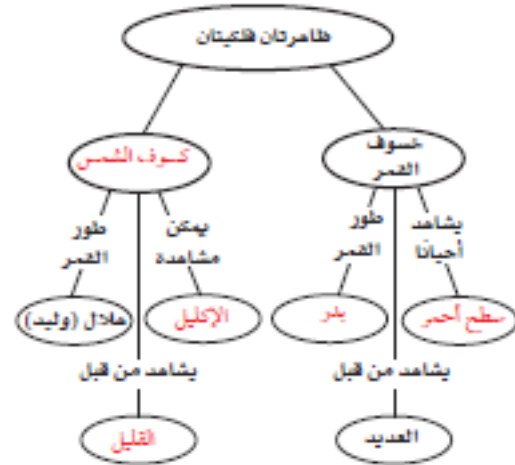 ظاهرتان فلكيتان
خسوف
القمر
كسوف الشمس
يشاهد
أحيانًا
طور
القمر
يمكن
مشاهدة
طور
القمر
سطح أحمر
بدر
الإكليل
هلال (وليد)
يشاهد من قبل
يشاهد من قبل
العديد
القليل